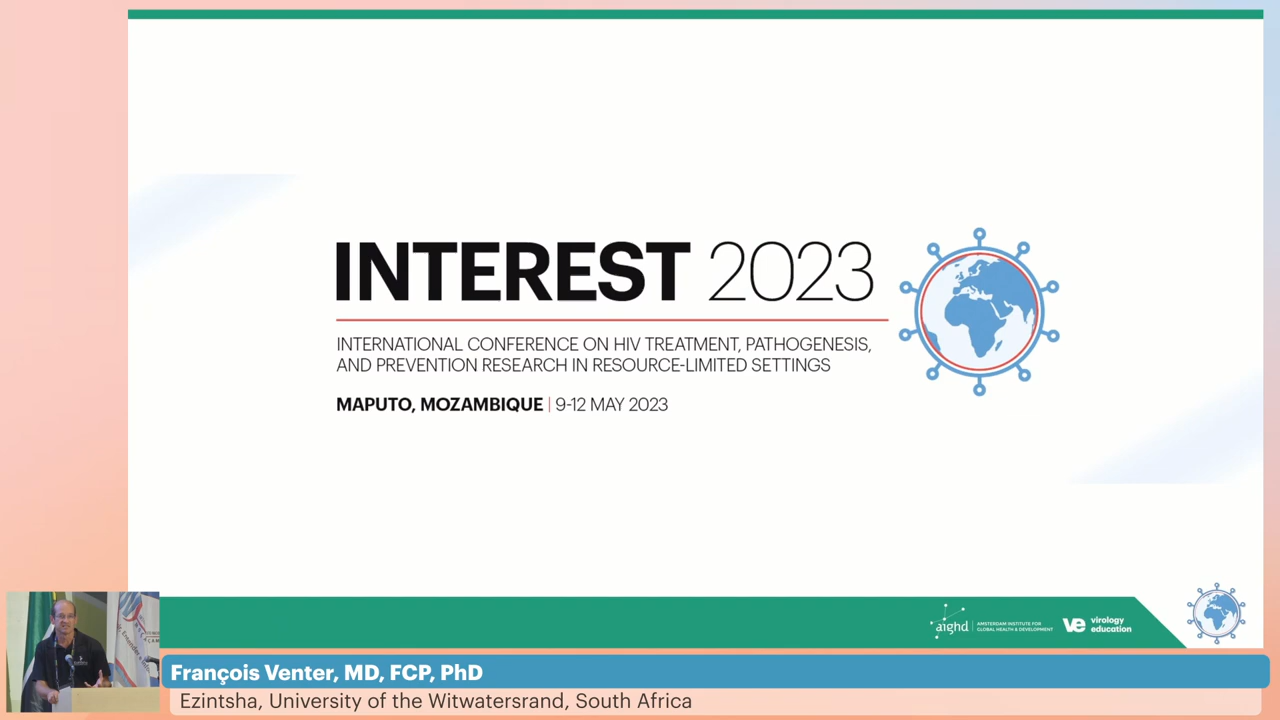 INTEREST 2023
INTERNATIONAL CONFERENCE ON HIV TREATMENT, PATHOGENESIS,
AND PREVENTION RESEARCH IN RESOURCE-LIMITED SETTINGS
MAPUTO, MOZAMBIQUE | 9-12 MAY 2023
aighd
AMSTERDAM INSTITUTE FOR
GLOBAL HEALTH & DEVELOPMENT
ve virology
education
François Venter, MD, FCP, PhD
Ezintsha, University of the Witwatersrand, South Africa